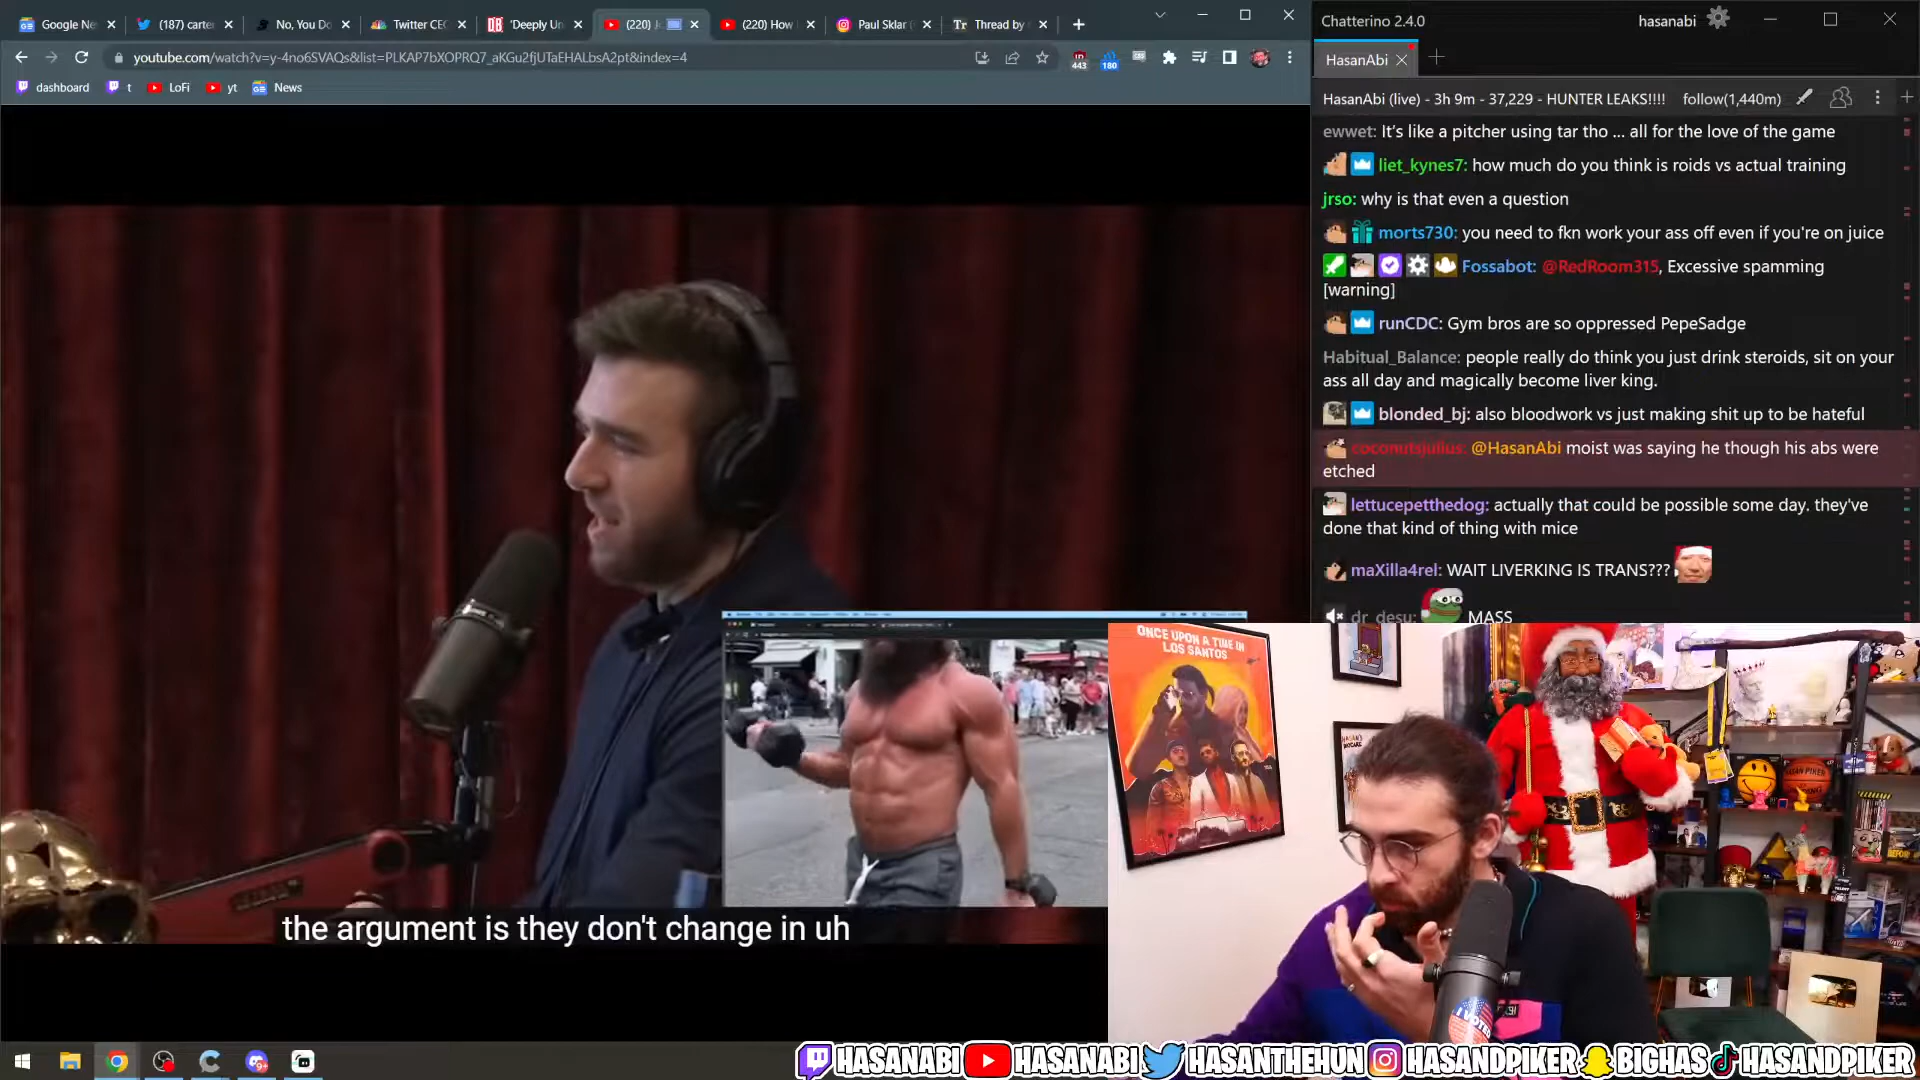 Google Ne
(187) carte
No, You Do
Twitter CEO
'Deeply Un
(220) J
(220) How
Paul Sklar (
Thread by
youtube.com/watch?v=y-4no6SVAQs&list=PLKAP7bXOPRQ7_aKGu2fjUTaEHALbsA2pt&index=4
443
180
dashboard
t
LoFi
yt
News
the argument is they don't change in uh
Chatterino 2.4.0
hasanabi
HasanAbi
HasanAbi (live) - 3h 9m - 37,229 - HUNTER LEAKS!!!!
follow(1,440m)
ewwet: It's like a pitcher using tar tho ... all for the love of the game
liet_kynes7: how much do you think is roids vs actual training
jrso: why is that even a question
morts730: you need to fkn work your ass off even if you're on juice
Fossabot: @RedRoom315, Excessive spamming
[warning]
runCDC: Gym bros are so oppressed PepeSadge
Habitual_Balance: people really do think you just drink steroids, sit on your
ass all day and magically become liver king.
blonded_bj: also bloodwork vs just making shit up to be hateful
coconutsjulius: @HasanAbi moist was saying he though his abs were
etched
lettucepetthedog: actually that could be possible some day. they've
done that kind of thing with mice
maXilla4rel: WAIT LIVERKING IS TRANS???
dr_desu: MASS
ONCE UPON A TIME IN
LOS SANTOS
I VOTED
HASANABI
HASANABI
HASANTHEHUN
HASANDPIKER
BIGHAS
HASANDPIKER